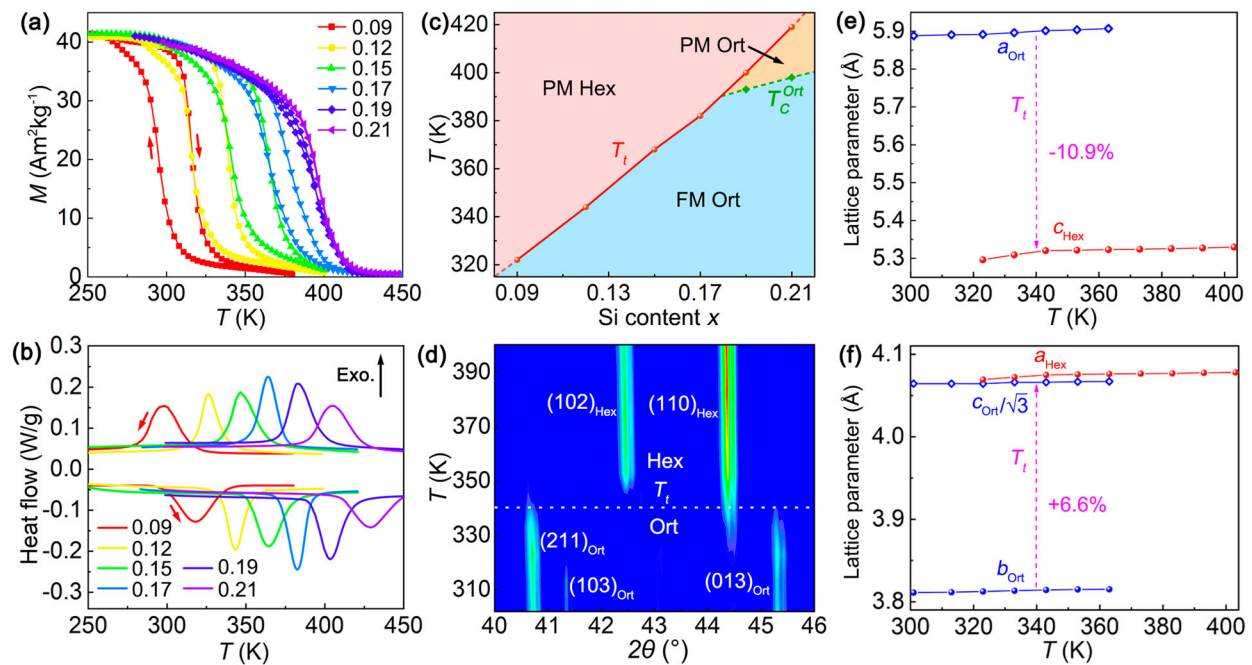 (a)
0.09
0.12
0.15
0.17
0.19
0.21
M (Am²kg⁻¹)
50
40
30
20
10
0
250 300 350 400 450
T (K)
(b)
Exo.
Heat flow (W/g)
0.3
0.2
0.1
0.0
-0.1
-0.2
-0.3
0.09
0.12
0.15 0.19
0.17 0.21
250 300 350 400 450
T (K)
(c)
PM Ort
PM Hex
T_C^Ort
T_t
FM Ort
T (K)
420
400
380
360
340
320
0.09 0.13 0.17 0.21
Si content x
(d)
(102)Hex (110)Hex
Hex
T_t
Ort
(211)Ort
(103)Ort (013)Ort
T (K)
390
370
350
330
310
40 41 42 43 44 45 46
2θ (°)
(e)
a_Ort
T_t
-10.9%
c_Hex
Lattice parameter (Å)
5.9
5.8
5.7
5.6
5.5
5.4
5.3
300 320 340 360 380 400
T (K)
(f)
a_Hex
c_Ort/√3
T_t
+6.6%
b_Ort
Lattice parameter (Å)
4.1
4.0
3.9
3.8
300 320 340 360 380 400
T (K)